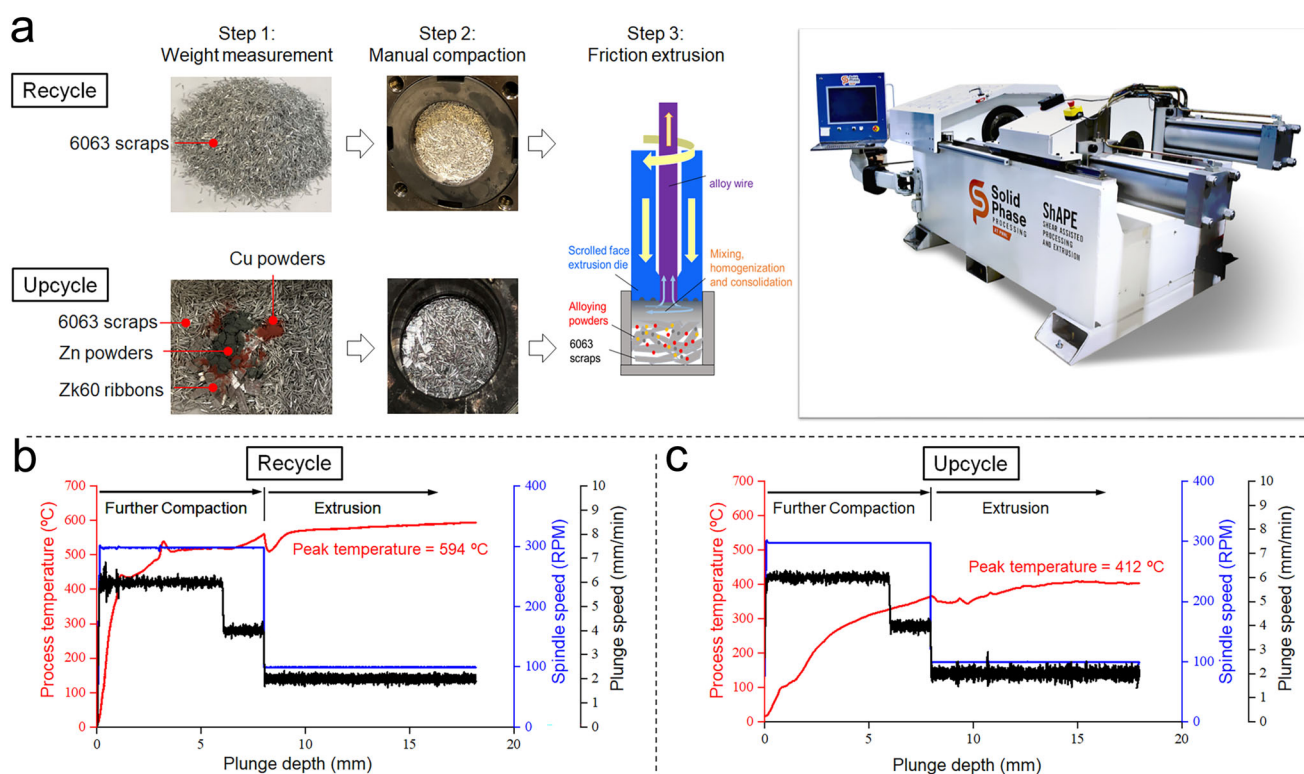 a
Step 1:
Weight measurement
Step 2:
Manual compaction
Step 3:
Friction extrusion
Recycle
6063 scraps
Upcycle
Cu powders
6063 scraps
Zn powders
Zk60 ribbons
alloy wire
Scrolled face
extrusion die
Mixing,
homogenization
and consolidation
Alloying
powders
6063
scraps
Solid
Phase
PROCESSING
ShAPE
SHEAR ASSISTED
PROCESSING
AND EXTRUSION
b
Recycle
Further Compaction
Extrusion
Peak temperature = 594 ºC
Process temperature (ºC)
700
600
500
400
300
200
100
0
Spindle speed (RPM)
400
300
200
100
0
Plunge speed (mm/min)
10
9
8
7
6
5
4
3
2
1
0
0 5 10 15 20
Plunge depth (mm)
c
Upcycle
Further Compaction
Extrusion
Peak temperature = 412 ºC
Process temperature (ºC)
700
600
500
400
300
200
100
0
Spindle speed (RPM)
400
300
200
100
0
Plunge speed (mm/min)
10
9
8
7
6
5
4
3
2
1
0
0 5 10 15 20
Plunge depth (mm)